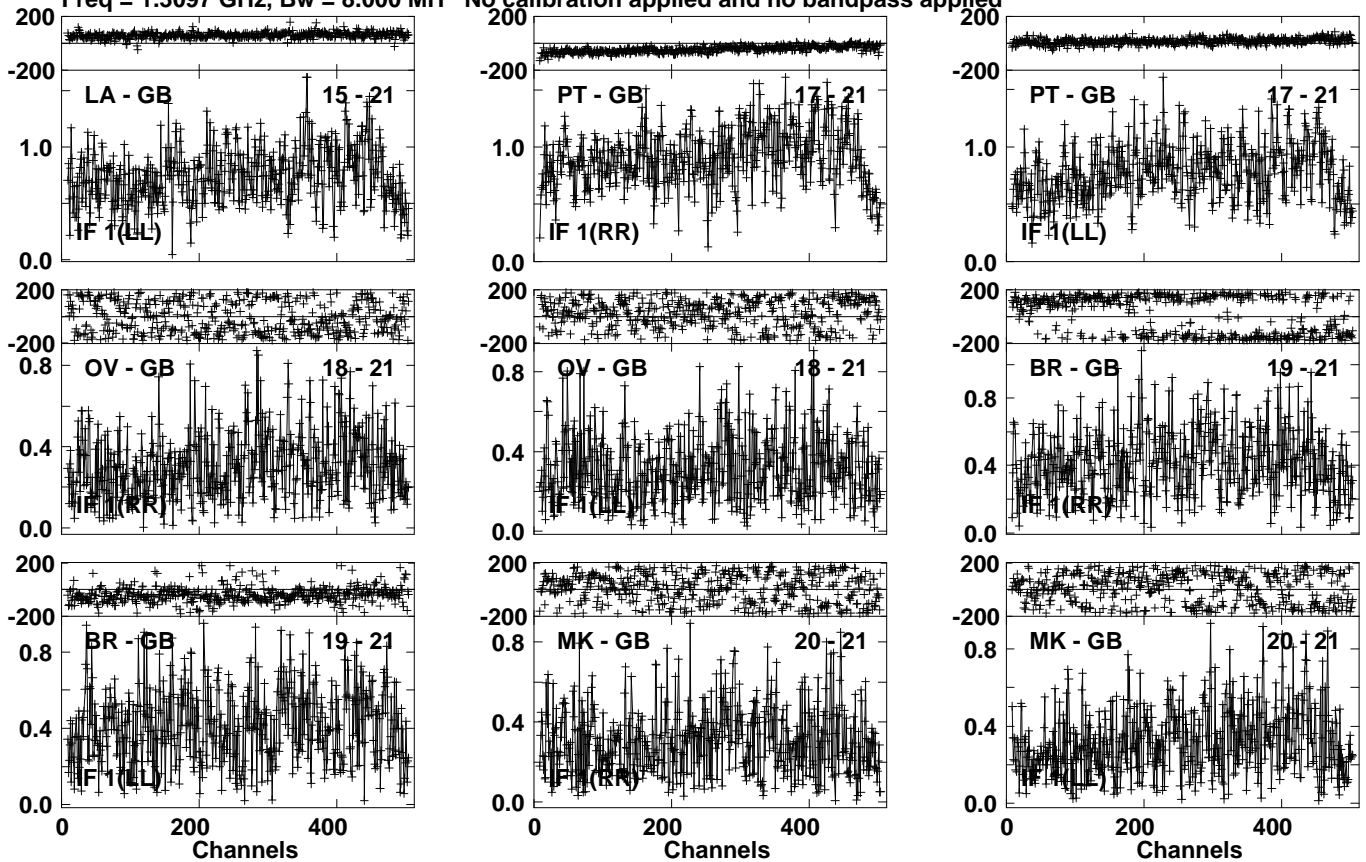 Freq = 1.3097 GHz, Bw = 8.000 MH No calibration applied and no bandpass applied
200 200 200
-200 -200 -200
LA - GB 15 - 21 PT - GB 17 - 21 PT - GB 17 - 21
1.0 1.0 1.0
IF 1(LL) IF 1(RR) IF 1(LL)
0.0 0.0 0.0
200 200 200
-200 -200 -200
OV - GB 18 - 21 OV - GB 18 - 21 BR - GB 19 - 21
0.8 0.8 0.8
0.4 0.4 0.4
IF 1(RR) IF 1(LL) IF 1(RR)
0.0 0.0 0.0
200 200 200
-200 -200 -200
BR - GB 19 - 21 MK - GB 20 - 21 MK - GB 20 - 21
0.8 0.8 0.8
0.4 0.4 0.4
IF 1(LL) IF 1(RR) IF 1(LL)
0.0 0.0 0.0
0 200 400 0 200 400 0 200 400
Channels Channels Channels